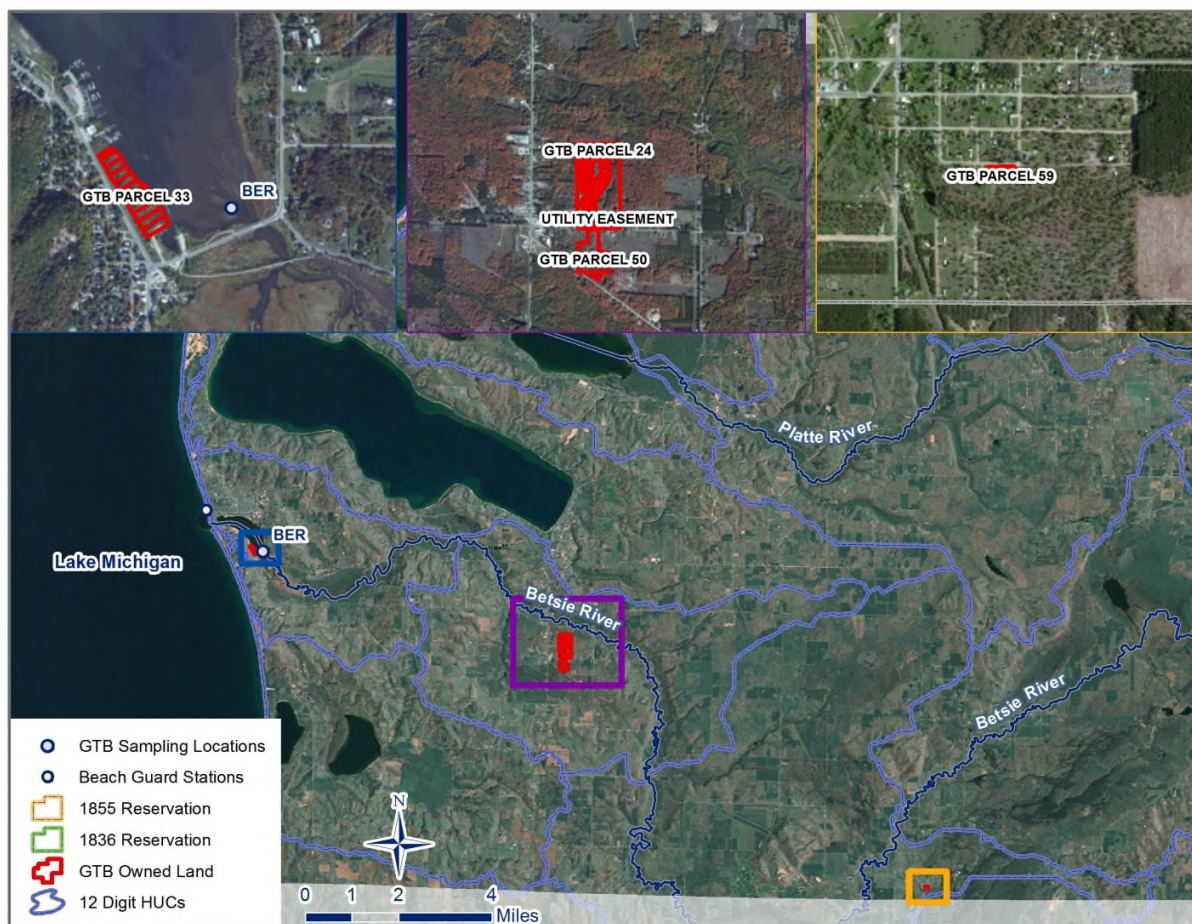 GTB PARCEL 33
BER
GTB PARCEL 24
UTILITY EASEMENT
GTB PARCEL 50
GTB PARCEL 59
Platte River
BER
Lake Michigan
Betsie River
Betsie River
GTB Sampling Locations
Beach Guard Stations
1855 Reservation
1836 Reservation
GTB Owned Land
12 Digit HUCs
N
0 1 2 4
Miles